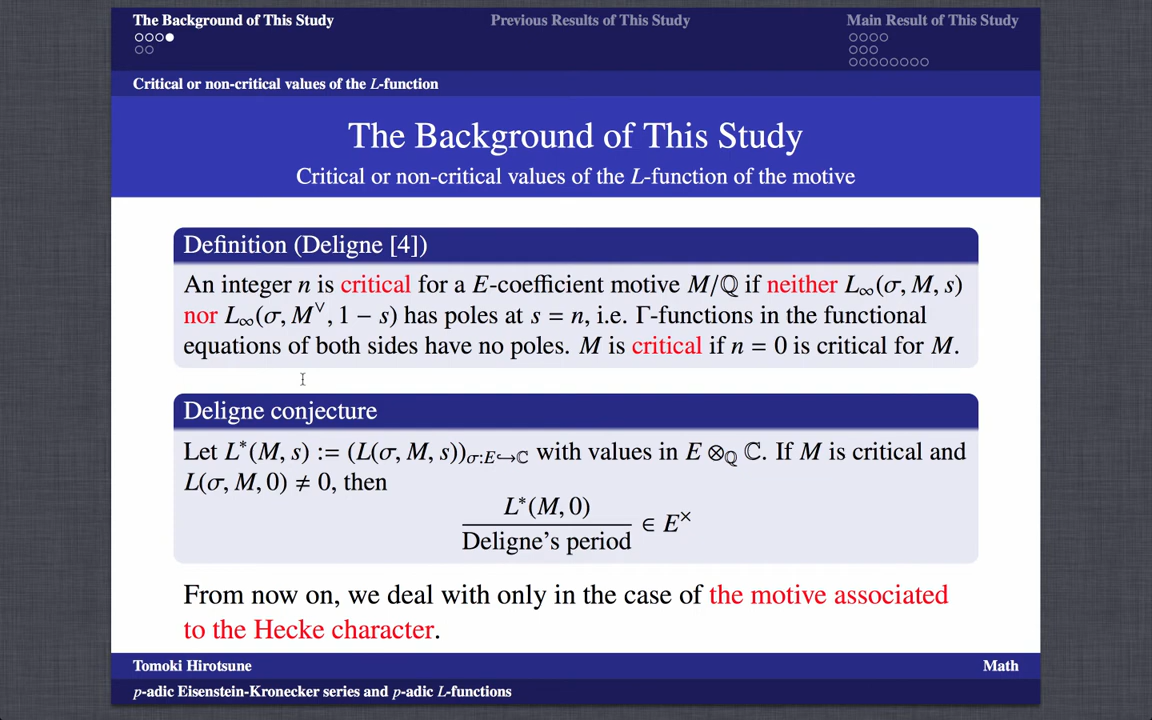 The Background of This Study Previous Results of This Study Main Result of This Study
Critical or non-critical values of the L-function
The Background of This Study
Critical or non-critical values of the L-function of the motive
Definition (Deligne [4])
An integer n is critical for a E-coefficient motive M/ℚ if neither L∞(σ, M, s)
nor L∞(σ, M^∨, 1 − s) has poles at s = n, i.e. Γ-functions in the functional
equations of both sides have no poles. M is critical if n = 0 is critical for M.
Deligne conjecture
Let L*(M, s) := (L(σ, M, s))σ:E↪ℂ with values in E ⊗ℚ ℂ. If M is critical and
L(σ, M, 0) ≠ 0, then
L*(M, 0)
Deligne's period
∈ E^×
From now on, we deal with only in the case of the motive associated
to the Hecke character.
Tomoki Hirotsune Math
p-adic Eisenstein-Kronecker series and p-adic L-functions